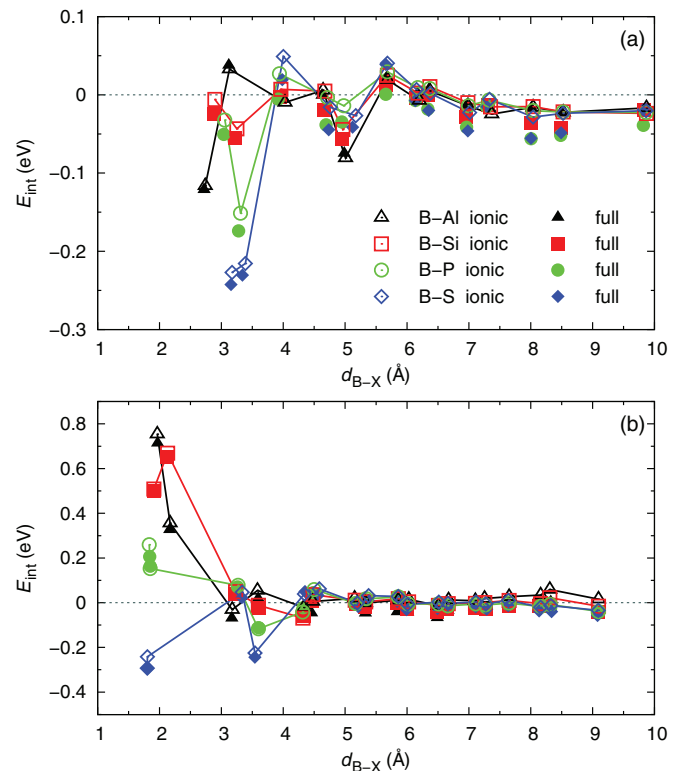 (a)
0.1
0
−0.1
−0.2
−0.3
E_int (eV)
B−Al ionic full
B−Si ionic full
B−P ionic full
B−S ionic full
1 2 3 4 5 6 7 8 9 10
d_B−X (Å)
(b)
0.8
0.6
0.4
0.2
0
−0.2
−0.4
E_int (eV)
1 2 3 4 5 6 7 8 9 10
d_B−X (Å)